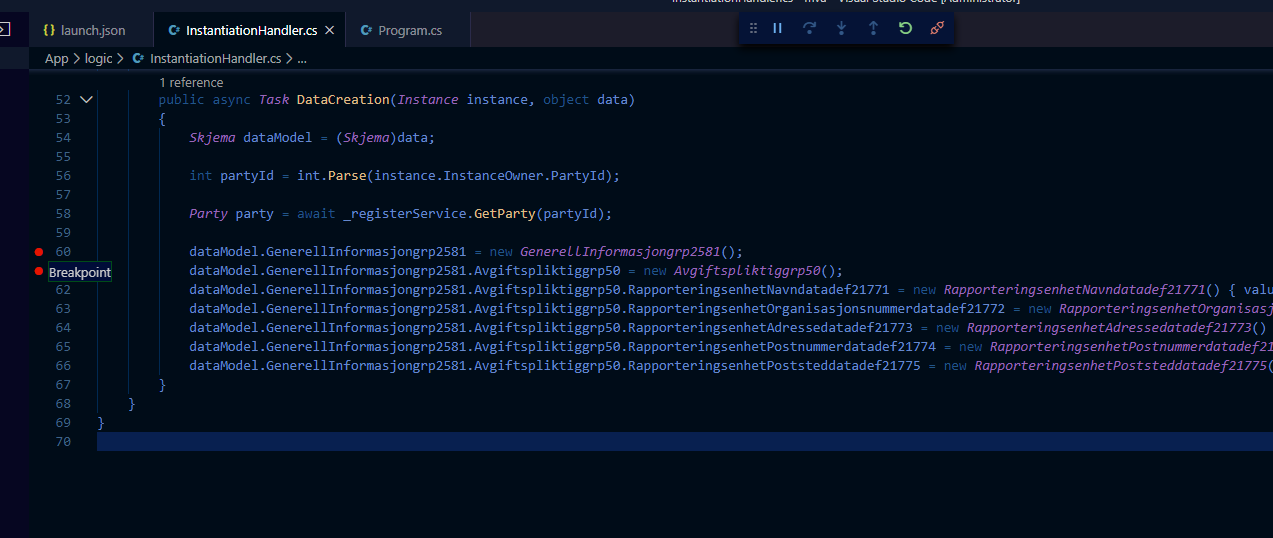 launch.json InstantiationHandler.cs Program.cs
App logic InstantiationHandler.cs ...
1 reference
52 public async Task DataCreation(Instance instance, object data)
53 {
54 Skjema dataModel = (Skjema)data;
55
56 int partyId = int.Parse(instance.InstanceOwner.PartyId);
57
58 Party party = await _registerService.GetParty(partyId);
59
60 dataModel.GenerellInformasjongrp2581 = new GenerellInformasjongrp2581();
Breakpoint dataModel.GenerellInformasjongrp2581.Avgiftspliktiggrp50 = new Avgiftspliktiggrp50();
62 dataModel.GenerellInformasjongrp2581.Avgiftspliktiggrp50.RapporteringsenhetNavndatadef21771 = new RapporteringsenhetNavndatadef21771() { valu
63 dataModel.GenerellInformasjongrp2581.Avgiftspliktiggrp50.RapporteringsenhetOrganisasjonsnummerdatadef21772 = new RapporteringsenhetOrganisasj
64 dataModel.GenerellInformasjongrp2581.Avgiftspliktiggrp50.RapporteringsenhetAdressedatadef21773 = new RapporteringsenhetAdressedatadef21773()
65 dataModel.GenerellInformasjongrp2581.Avgiftspliktiggrp50.RapporteringsenhetPostnummerdatadef21774 = new RapporteringsenhetPostnummerdatadef21
66 dataModel.GenerellInformasjongrp2581.Avgiftspliktiggrp50.RapporteringsenhetPoststeddatadef21775 = new RapporteringsenhetPoststeddatadef21775(
67 }
68 }
69 }
70